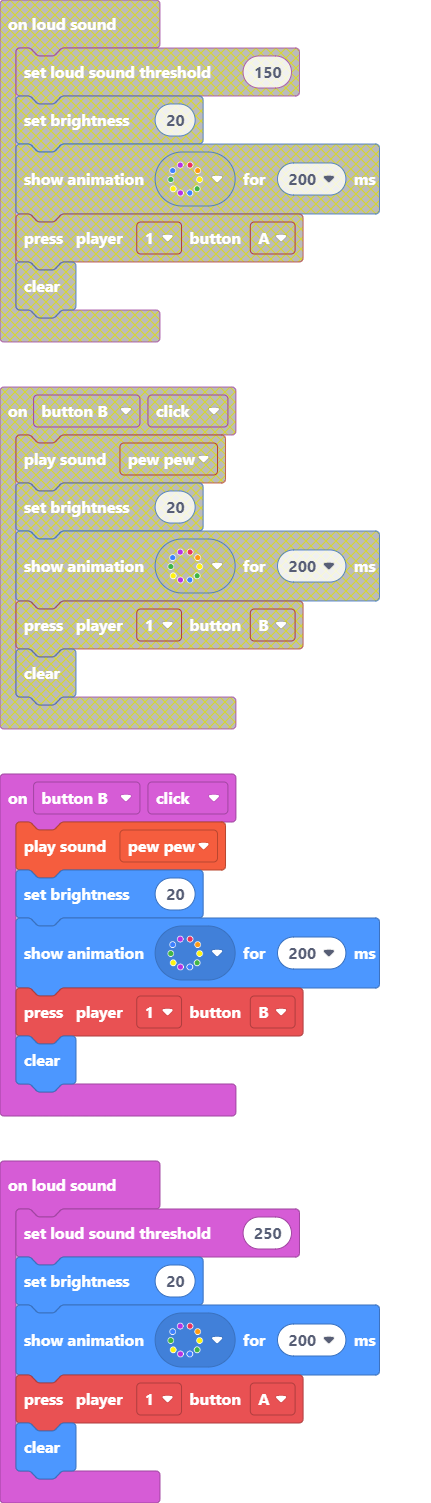 on loud sound
set loud sound threshold 150
set brightness 20
show animation for 200 ms
press player 1 button A
clear
on button B click
play sound pew pew
set brightness 20
show animation for 200 ms
press player 1 button B
clear
on button B click
play sound pew pew
set brightness 20
show animation for 200 ms
press player 1 button B
clear
on loud sound
set loud sound threshold 250
set brightness 20
show animation for 200 ms
press player 1 button A
clear